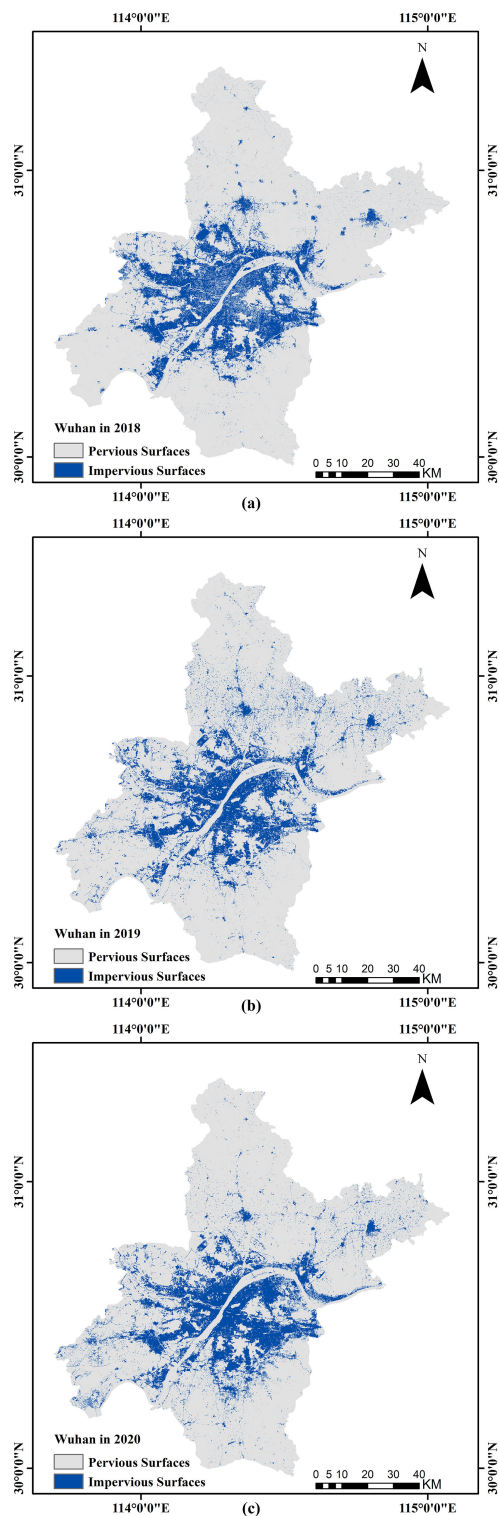 114°0'0"E 115°0'0"E
N
31°0'0"N 31°0'0"N
Wuhan in 2018
Pervious Surfaces
Impervious Surfaces
0 5 10 20 30 40 KM
30°0'0"N 30°0'0"N
114°0'0"E 115°0'0"E
(a)
114°0'0"E 115°0'0"E
N
31°0'0"N 31°0'0"N
Wuhan in 2019
Pervious Surfaces
Impervious Surfaces
0 5 10 20 30 40 KM
30°0'0"N 30°0'0"N
114°0'0"E 115°0'0"E
(b)
114°0'0"E 115°0'0"E
N
31°0'0"N 31°0'0"N
Wuhan in 2020
Pervious Surfaces
Impervious Surfaces
0 5 10 20 30 40 KM
30°0'0"N 30°0'0"N
114°0'0"E 115°0'0"E
(c)